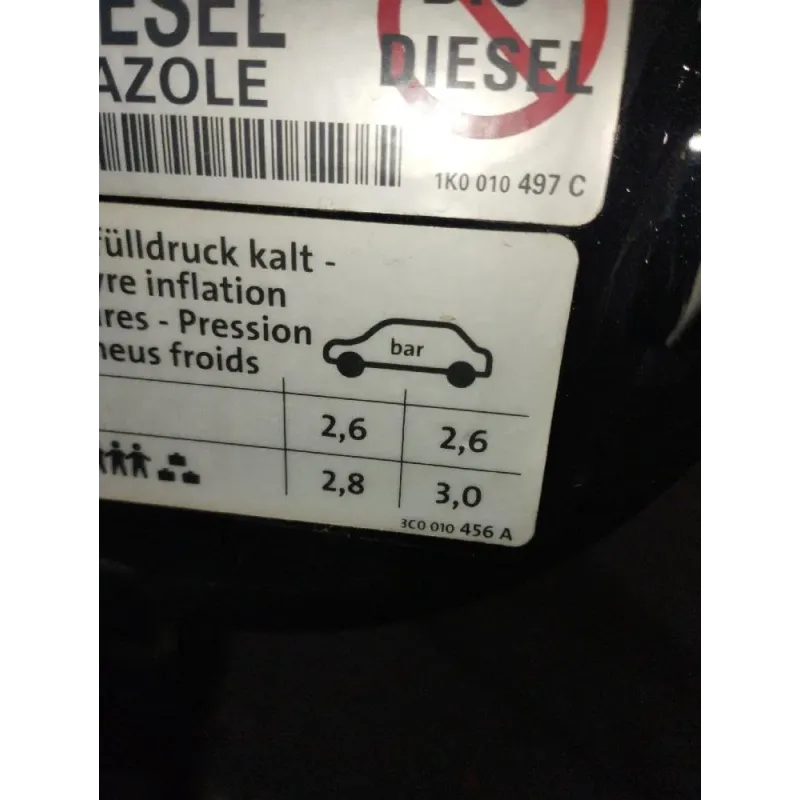 ESEL
AZOLE
DIESEL
1K0 010 497 C
fülldruck kalt -
yre inflation
ares - Pression
neus froids
bar
2,6 2,6
2,8 3,0
3C0 010 456 A